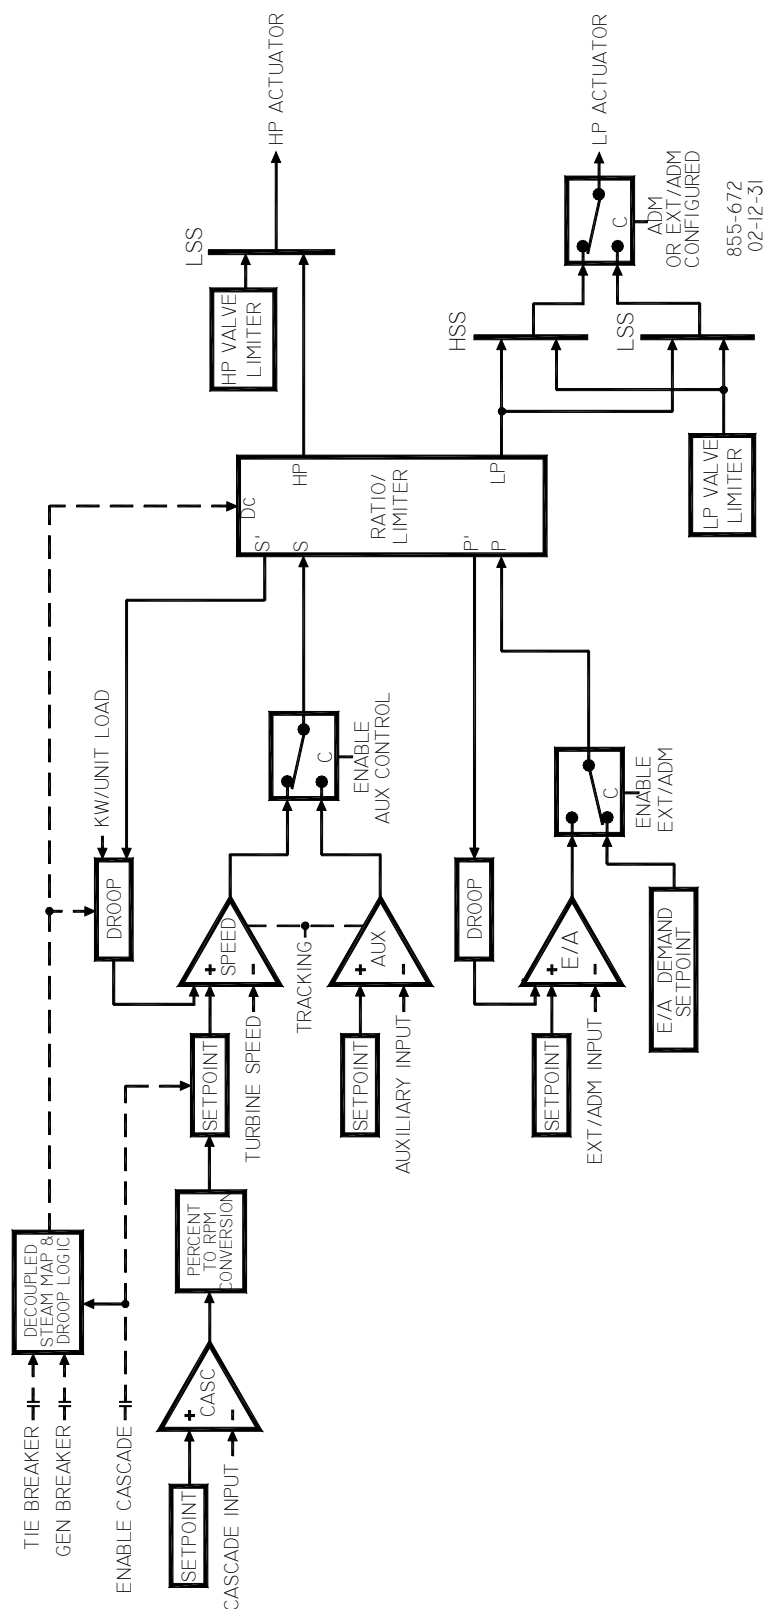 TIE BREAKER
GEN BREAKER
ENABLE CASCADE
SETPOINT
CASCADE INPUT
DECOUPLED
STEAM MAP &
DROOP LOGIC
+
-
CASC
PERCENT
TO RPM
CONVERSION
SETPOINT
TURBINE SPEED
DROOP
KW/UNIT LOAD
+
-
SPEED
TRACKING
SETPOINT
AUXILIARY INPUT
+
-
AUX
C
ENABLE
AUX CONTROL
SETPOINT
EXT/ADM INPUT
DROOP
+
-
E/A
E/A DEMAND
SETPOINT
C
ENABLE
EXT/ADM
Dc
S'
S
HP
RATIO/
LIMITER
P'
P
LP
HP VALVE
LIMITER
LSS
HP ACTUATOR
LP VALVE
LIMITER
HSS
LSS
C
ADM
OR EXT/ADM
CONFIGURED
LP ACTUATOR
855-672
02-12-31